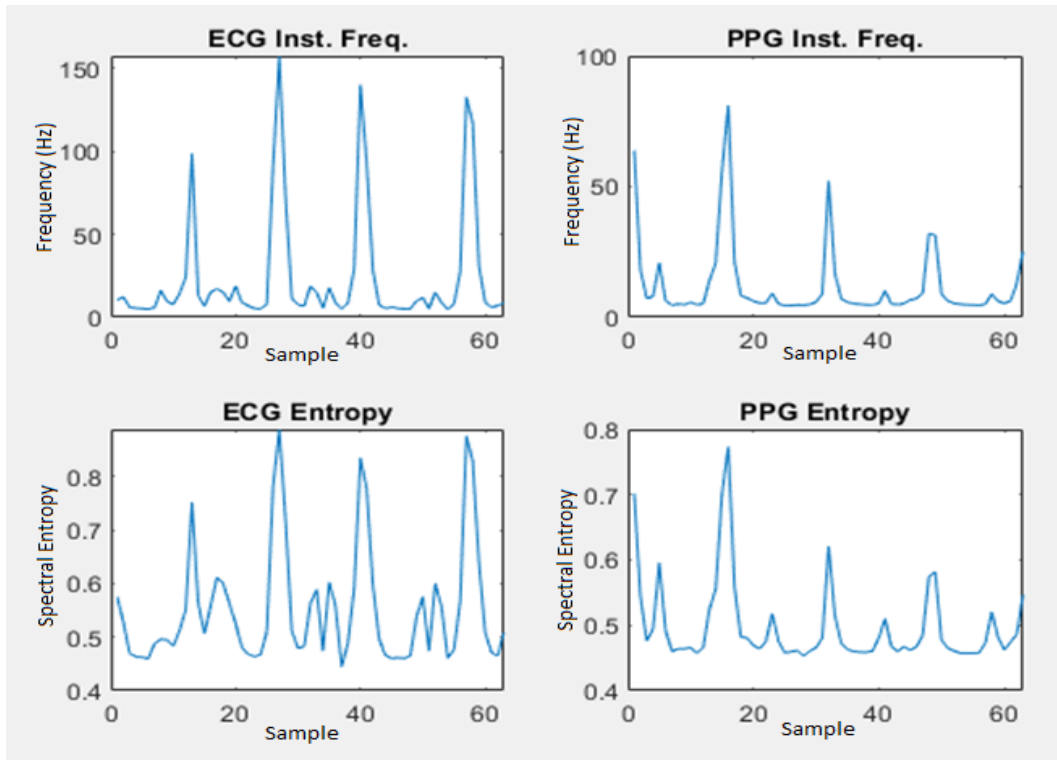 ECG Inst. Freq.
Frequency (Hz)
150
100
50
0
0 20 40 60
Sample
PPG Inst. Freq.
Frequency (Hz)
100
50
0
0 20 40 60
Sample
ECG Entropy
Spectral Entropy
0.8
0.7
0.6
0.5
0.4
0 20 40 60
Sample
PPG Entropy
Spectral Entropy
0.8
0.7
0.6
0.5
0.4
0 20 40 60
Sample